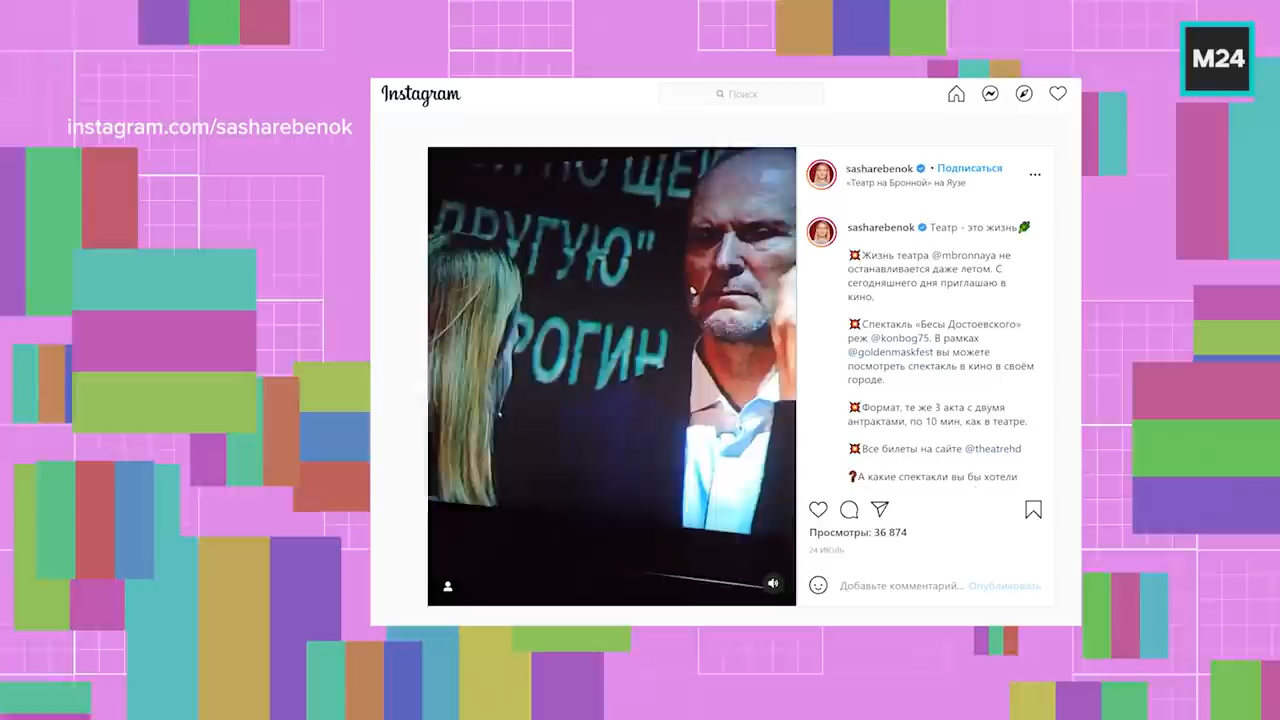 M24
instagram.com/sasharebenok
Instagram
Поиск
ПО ЩЕ
ДРУГУЮ"
РОГИН
sasharebenok • Подписаться
«Театр на Бронной» на Яузе
sasharebenok Театр - это жизнь
Жизнь театра @mbronnaya не
останавливается даже летом. С
сегодняшнего дня приглашаю в
кино.
Спектакль «Бесы Достоевского»
реж @konbog75. В рамках
@goldenmaskfest вы можете
посмотреть спектакль в кино в своём
городе.
Формат, те же 3 акта с двумя
антрактами, по 10 мин, как в театре.
Все билеты на сайте @theatrehd
А какие спектакли вы бы хотели
Просмотры: 36 874
24 ИЮЛЬ
Добавьте комментарий... Опубликовать